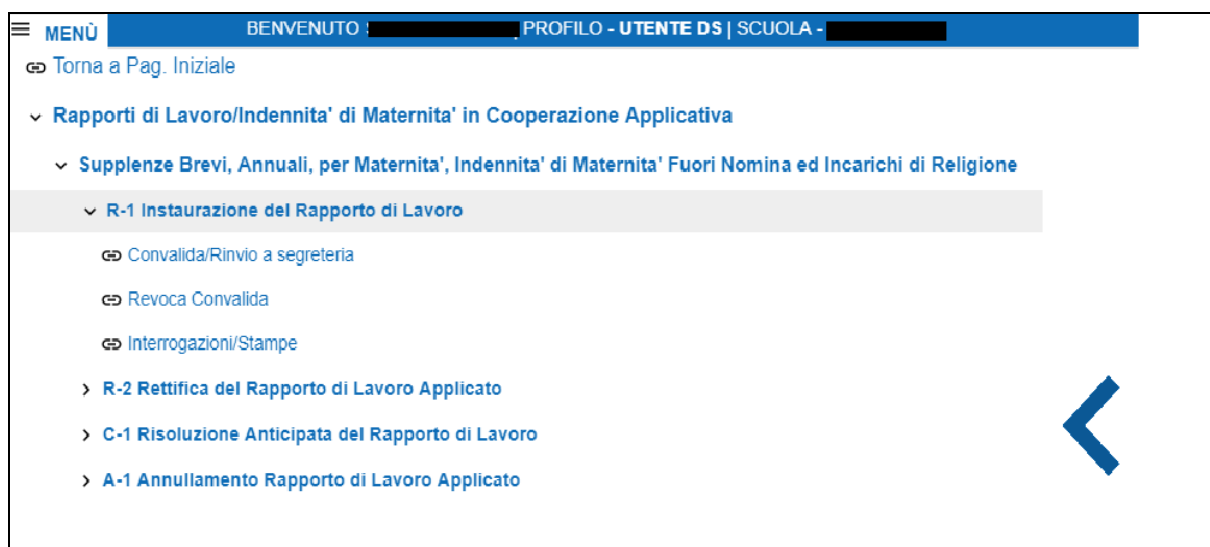 MENÙ BENVENUTO PROFILO - UTENTE DS | SCUOLA -
Torna a Pag. Iniziale
Rapporti di Lavoro/Indennita' di Maternita' in Cooperazione Applicativa
Supplenze Brevi, Annuali, per Maternita', Indennita' di Maternita' Fuori Nomina ed Incarichi di Religione
R-1 Instaurazione del Rapporto di Lavoro
Convalida/Rinvio a segreteria
Revoca Convalida
Interrogazioni/Stampe
R-2 Rettifica del Rapporto di Lavoro Applicato
C-1 Risoluzione Anticipata del Rapporto di Lavoro
A-1 Annullamento Rapporto di Lavoro Applicato